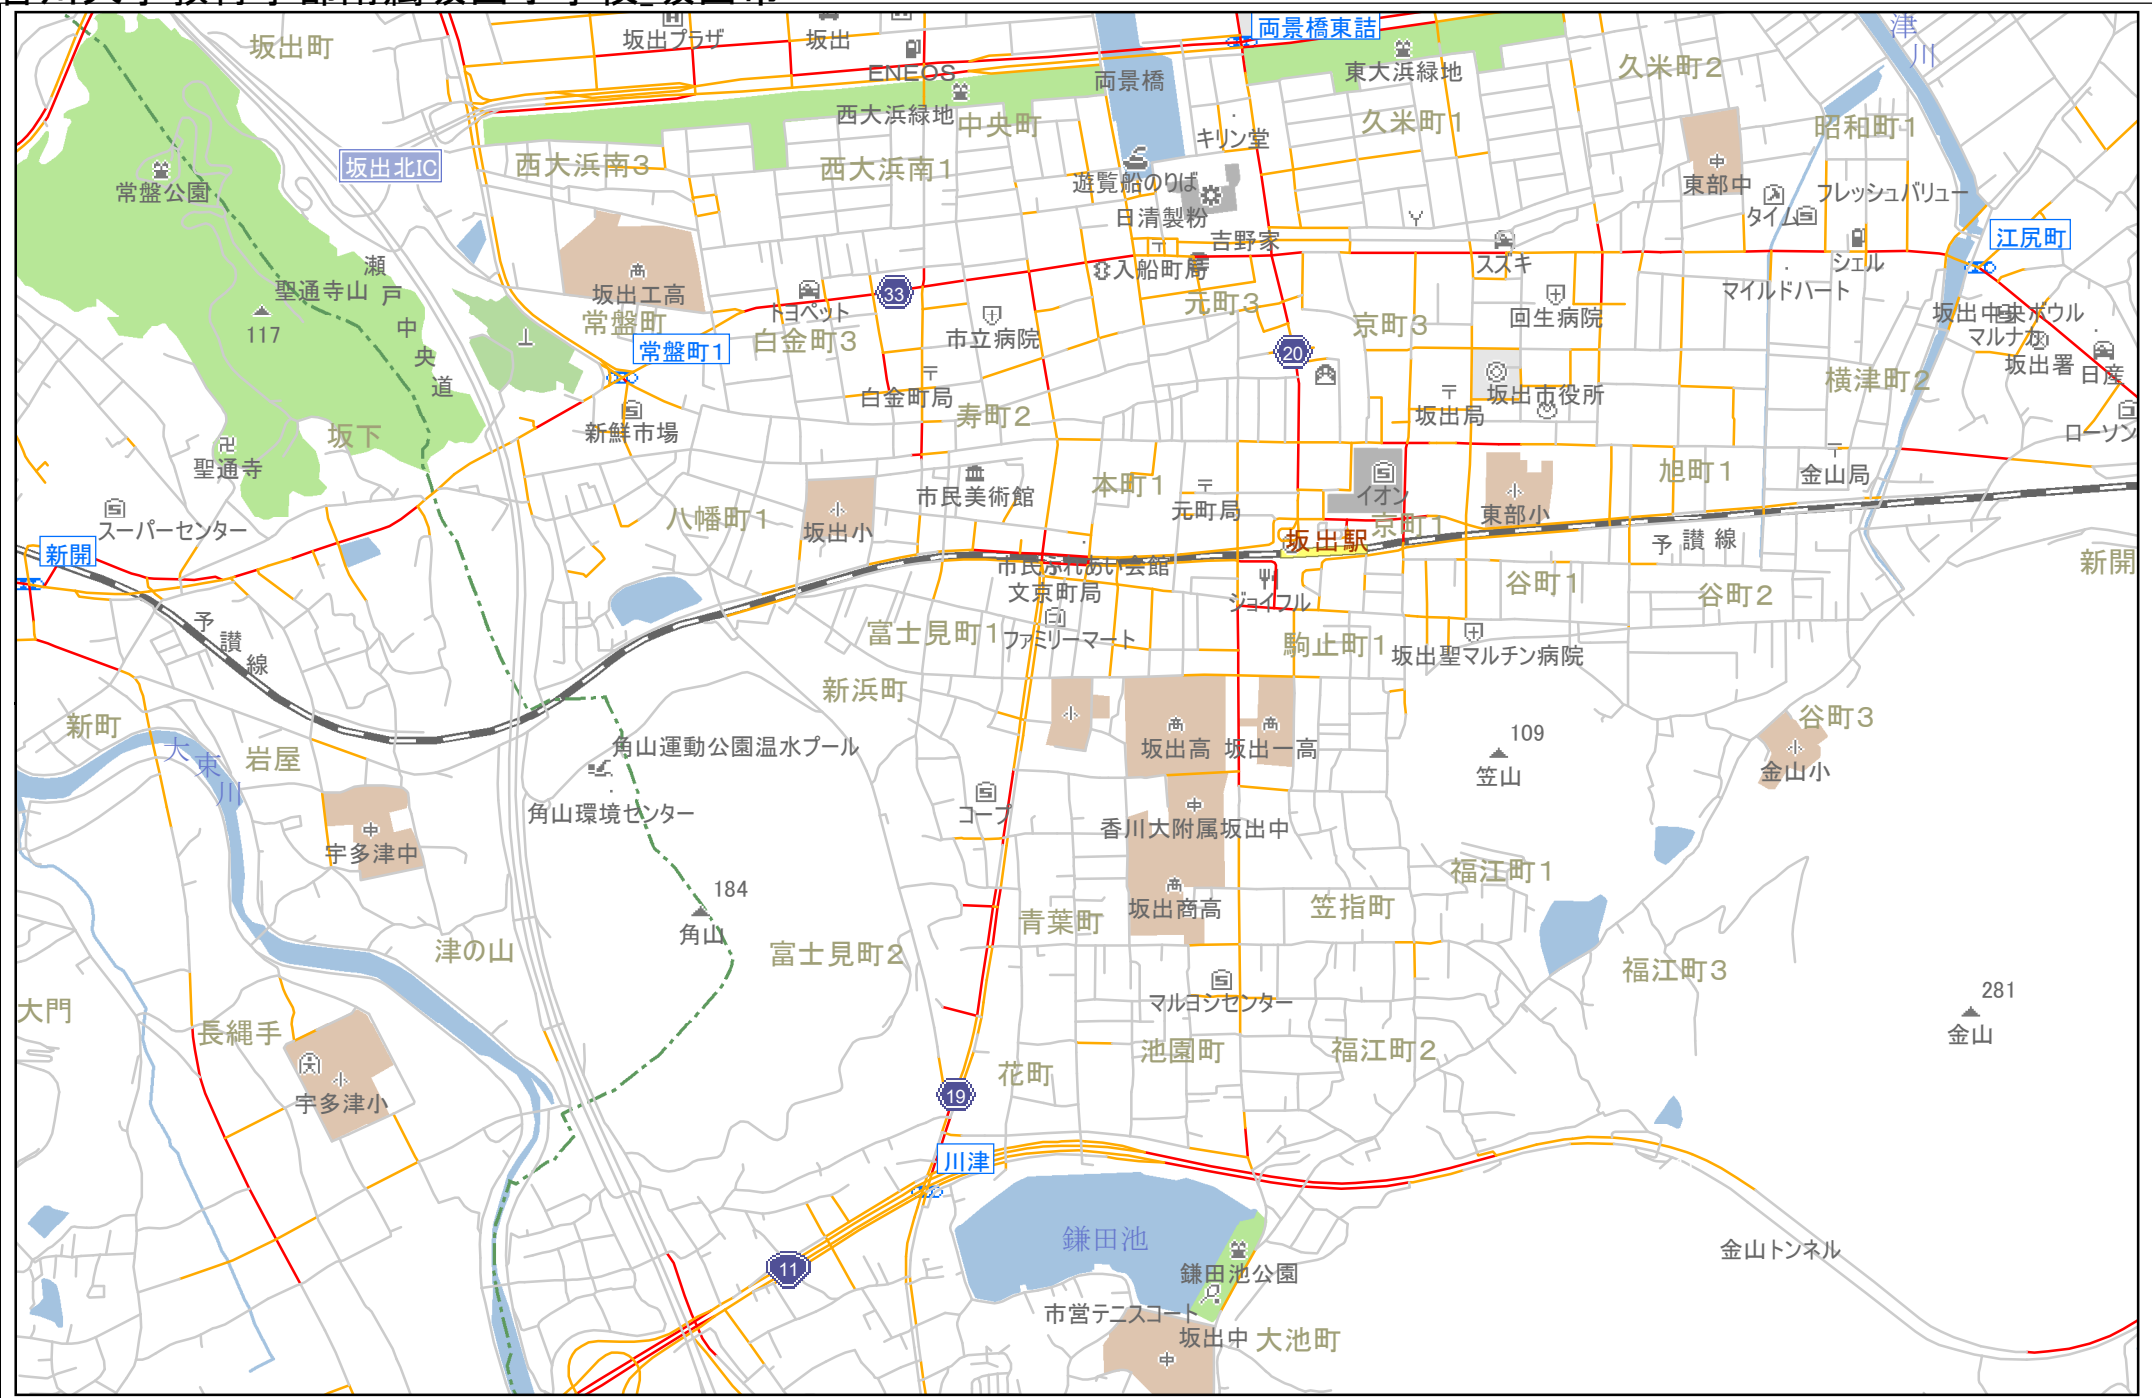 坂出町
坂出プラザ
坂出
ENEOS
両景橋東詰
両景橋
東大浜緑地
久米町2
津川
西大浜緑地
中央町
キリン堂
久米町1
昭和町1
坂出北IC
西大浜南3
西大浜南1
常盤公園
遊覧船のりば
日清製粉
東部中
タイム
フレッシュバリュー
江尻町
吉野家
スズキ
シェル
瀬戸中央道
聖通寺山
117
坂出工高
常盤町
トヨペット
33
入船町局
元町3
マイルドハート
回生病院
坂出中央ボウル
マルナカ
坂出署
日産
常盤町1
白金町3
市立病院
20
京町3
白金町局
寿町2
坂出市役所
坂出局
横津町2
ローソン
坂下
新鮮市場
聖通寺
スーパーセンター
新開
八幡町1
坂出小
市民美術館
本町1
元町局
イオン
京町1
東部小
旭町1
金山局
坂出駅
予讃線
新開
市民ふれあい会館
文京町局
ファミリーマート
ジョイフル
谷町1
谷町2
予讃線
富士見町1
駒止町1
坂出聖マルチン病院
新浜町
新町
大束川
岩屋
角山運動公園温水プール
角山環境センター
坂出高
坂出一高
109
笠山
谷町3
金山小
コープ
香川大附属坂出中
宇多津中
184
角山
坂出商高
青葉町
笠指町
福江町1
津の山
富士見町2
福江町3
マルヨシセンター
281
金山
大門
長縄手
宇多津小
花町
池園町
福江町2
19
川津
11
鎌田池
鎌田池公園
市営テニスコート
坂出中
大池町
金山トンネル